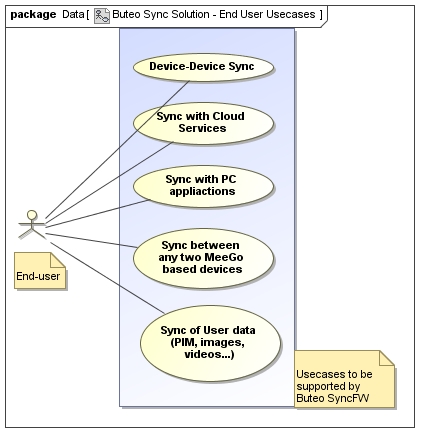 package Data [ Buteo Sync Solution - End User Usecases ]
Device-Device Sync
Sync with Cloud
Services
Sync with PC
appliactions
Sync between
any two MeeGo
based devices
End-user
Sync of User data
(PIM, images,
videos...)
Usecases to be
supported by
Buteo SyncFW